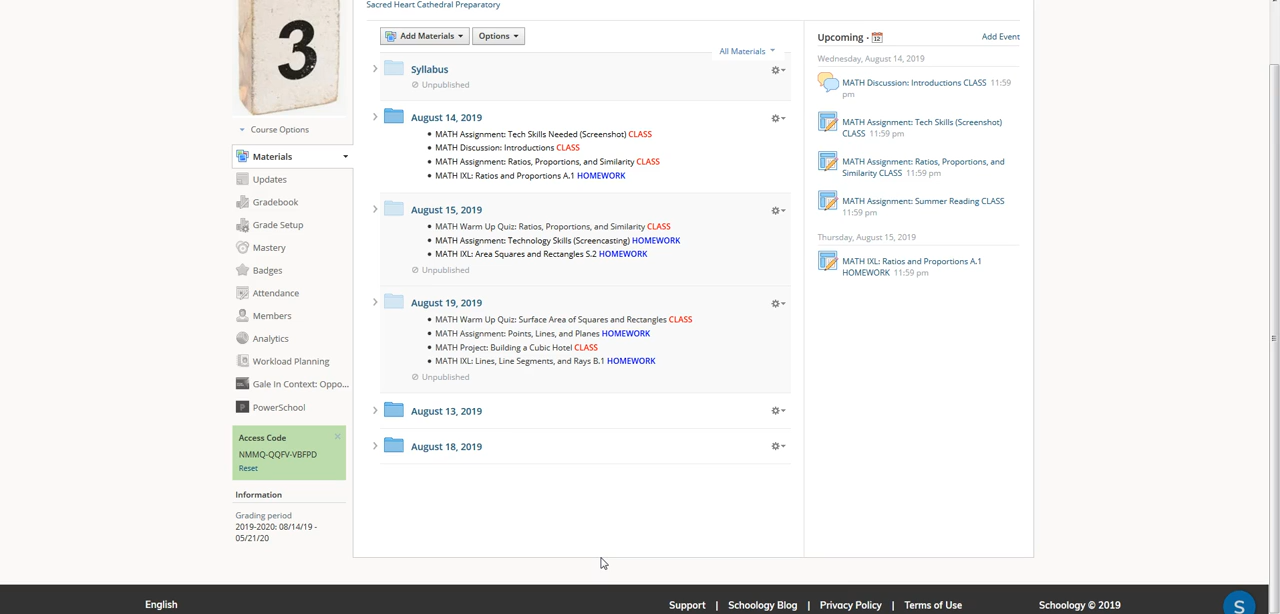 Sacred Heart Cathedral Preparatory
3
Add Materials
Options
All Materials
Syllabus
Unpublished
August 14, 2019
MATH Assignment: Tech Skills Needed (Screenshot) CLASS
MATH Discussion: Introductions CLASS
MATH Assignment: Ratios, Proportions, and Similarity CLASS
MATH IXL: Ratios and Proportions A.1 HOMEWORK
August 15, 2019
MATH Warm Up Quiz: Ratios, Proportions, and Similarity CLASS
MATH Assignment: Technology Skills (Screencasting) HOMEWORK
MATH IXL: Area Squares and Rectangles S.2 HOMEWORK
Unpublished
August 19, 2019
MATH Warm Up Quiz: Surface Area of Squares and Rectangles CLASS
MATH Assignment: Points, Lines, and Planes HOMEWORK
MATH Project: Building a Cubic Hotel CLASS
MATH IXL: Lines, Line Segments, and Rays B.1 HOMEWORK
Unpublished
August 13, 2019
August 18, 2019
Course Options
Materials
Updates
Gradebook
Grade Setup
Mastery
Badges
Attendance
Members
Analytics
Workload Planning
Gale In Context: Oppo...
PowerSchool
Access Code
NMMQ-QQFV-VBFPD
Reset
Information
Grading period
2019-2020: 08/14/19 -
05/21/20
Upcoming · 12
Add Event
Wednesday, August 14, 2019
MATH Discussion: Introductions CLASS 11:59
pm
MATH Assignment: Tech Skills (Screenshot)
CLASS 11:59 pm
MATH Assignment: Ratios, Proportions, and
Similarity CLASS 11:59 pm
MATH Assignment: Summer Reading CLASS
11:59 pm
Thursday, August 15, 2019
MATH IXL: Ratios and Proportions A.1
HOMEWORK 11:59 pm
English
Support | Schoology Blog | Privacy Policy | Terms of Use
Schoology © 2019
S